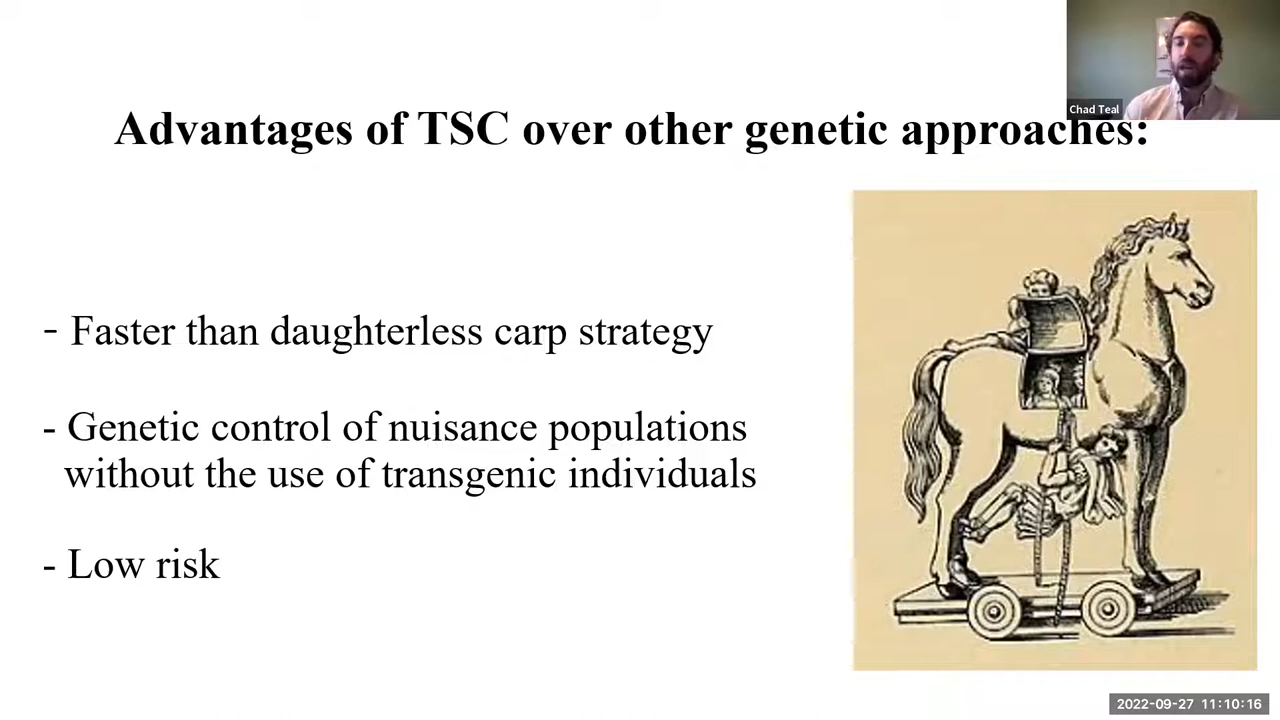 Chad Teal
Advantages of TSC over other genetic approaches:
- Faster than daughterless carp strategy
- Genetic control of nuisance populations
without the use of transgenic individuals
- Low risk
2022-09-27 11:10:16